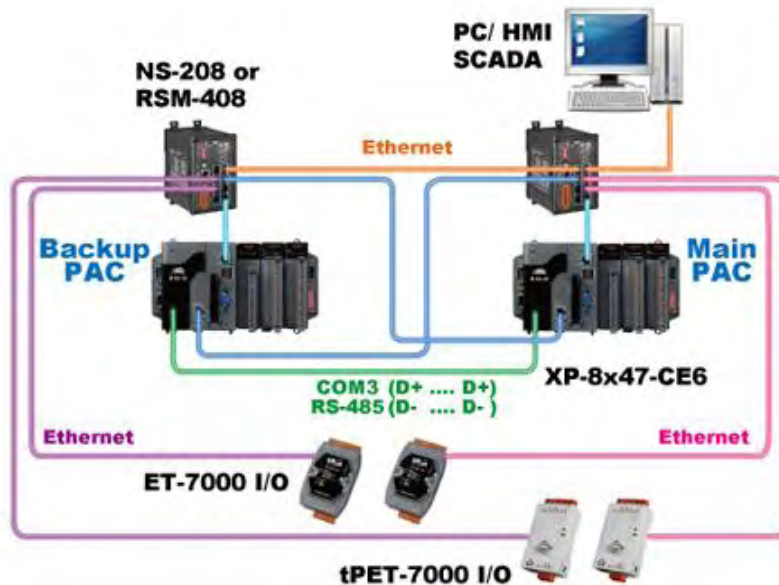 PC/ HMI
SCADA
NS-208 or
RSM-408
Ethernet
Backup
PAC
Main
PAC
XP-8x47-CE6
COM3 (D+ .... D+)
RS-485 (D- .... D- )
Ethernet
Ethernet
ET-7000 I/O
tPET-7000 I/O